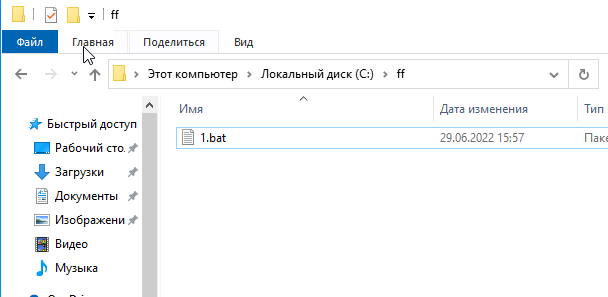 ff
Файл Главная Поделиться Вид
Этот компьютер Локальный диск (C:) ff
Имя Дата изменения Тип
Быстрый доступ
1.bat 29.06.2022 15:57
Рабочий сто.
Загрузки
Документы
Изображени
Видео
Музыка